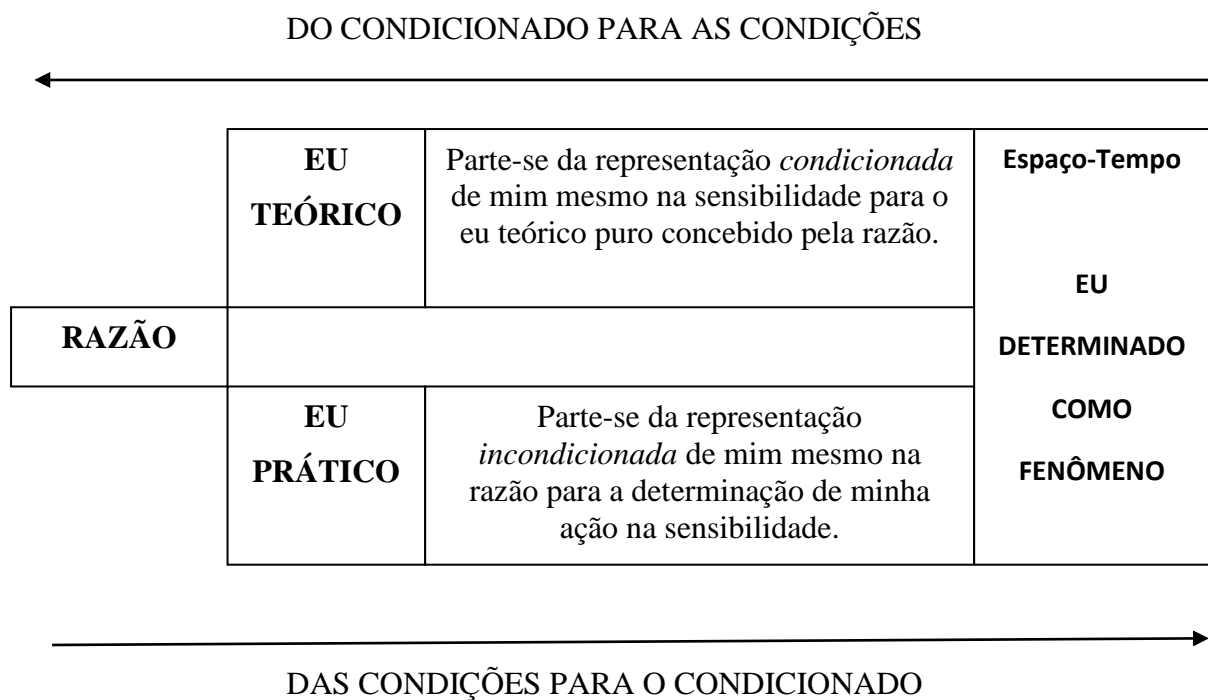 DO CONDICIONADO PARA AS CONDIÇÕES
EU
TEÓRICO
Parte-se da representação condicionada
de mim mesmo na sensibilidade para o
eu teórico puro concebido pela razão.
Espaço-Tempo
EU
DETERMINADO
COMO
FENÔMENO
RAZÃO
EU
PRÁTICO
Parte-se da representação
incondicionada de mim mesmo na
razão para a determinação de minha
ação na sensibilidade.
DAS CONDIÇÕES PARA O CONDICIONADO